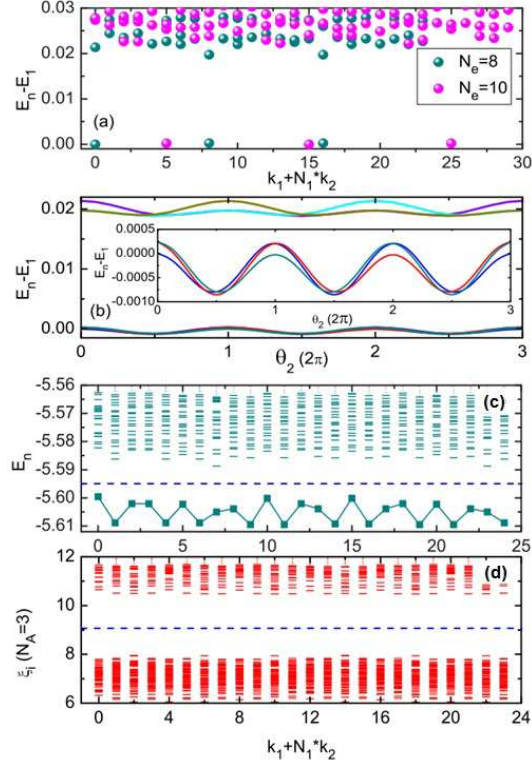 0.03
0.02
0.01
0.00
E_n-E_1
N_e=8
N_e=10
(a)
0 5 10 15 20 25 30
k_1+N_1*k_2
0.02
0.01
0.00
E_n-E_1
0.0005
0.0000
-0.0005
-0.0010
E_n-E_1
0 1 2 3
θ_2 (2π)
(b)
0 1 2 3
θ_2 (2π)
-5.56
-5.57
-5.58
-5.59
-5.60
-5.61
E_n
(c)
0 5 10 15 20 25
12
10
8
6
ξ_i (N_A=3)
(d)
0 4 8 12 16 20 24
k_1+N_1*k_2